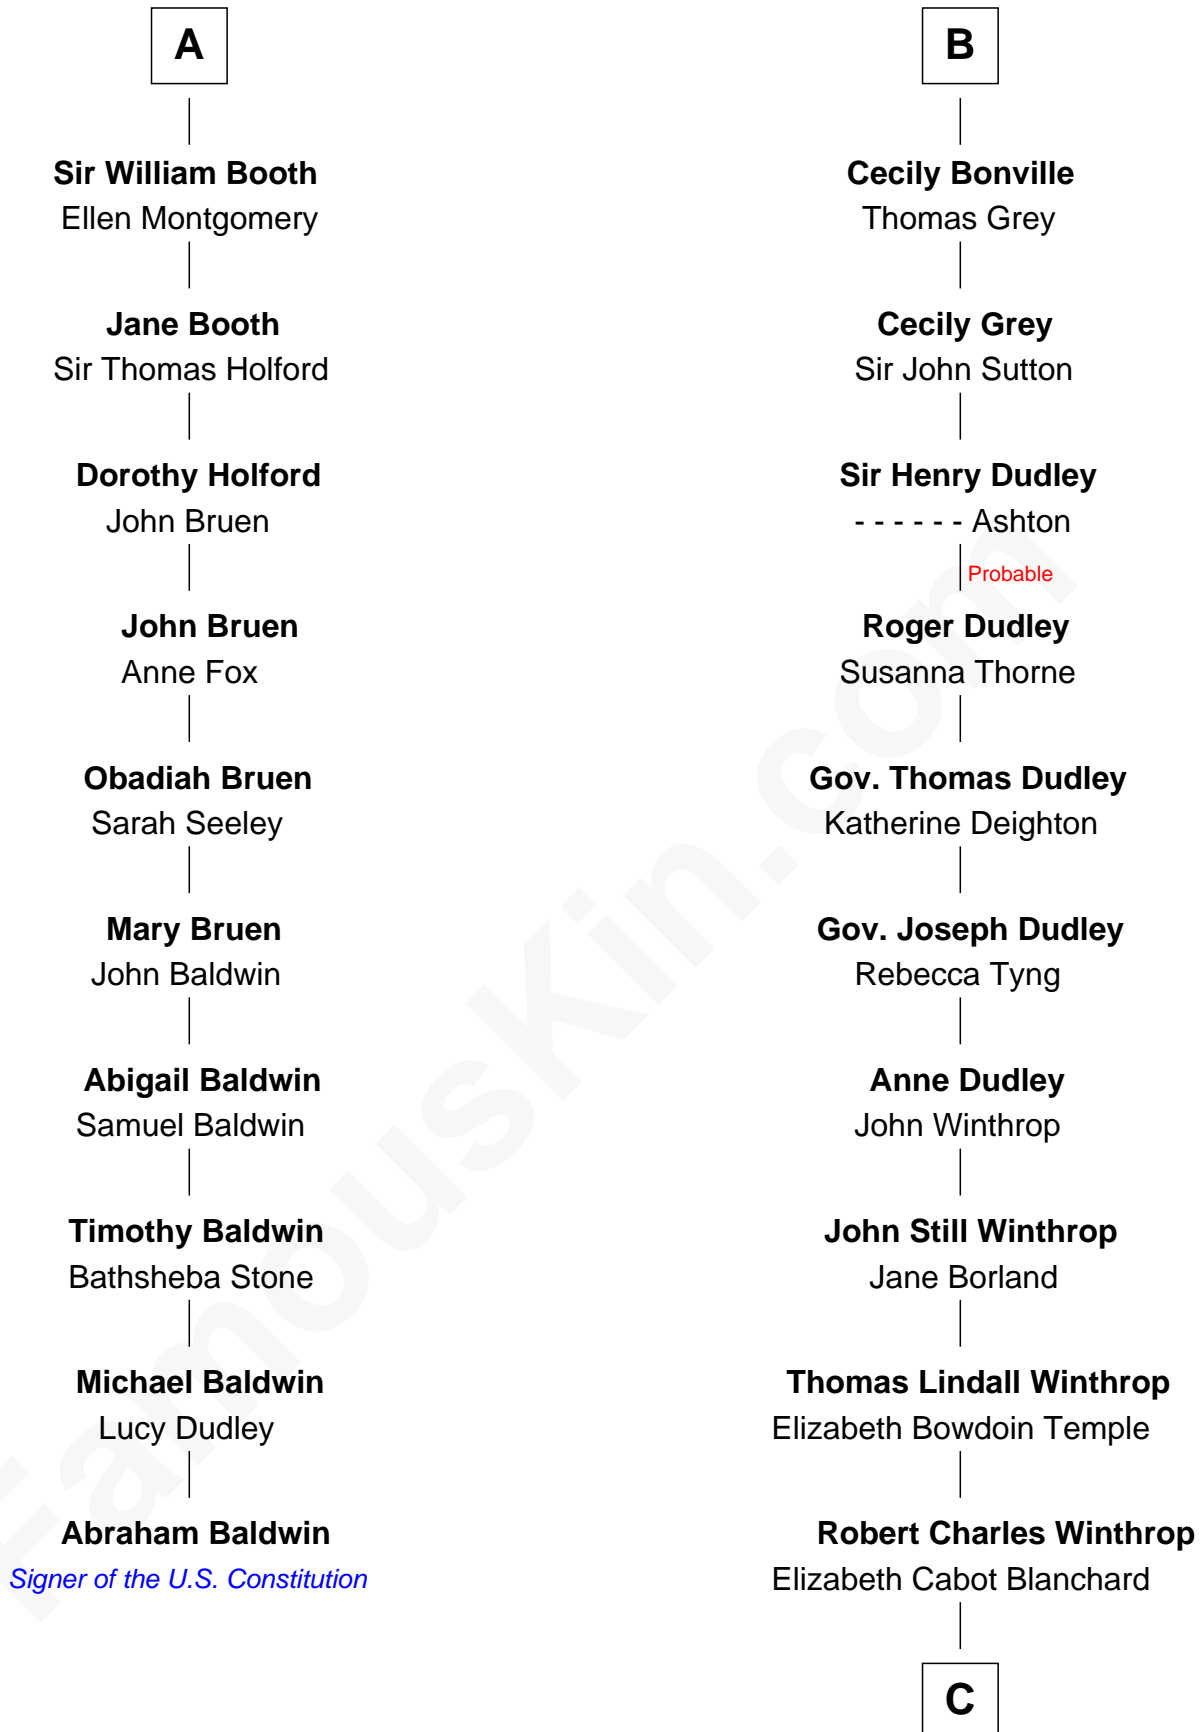 A
Sir William Booth
Ellen Montgomery
Jane Booth
Sir Thomas Holford
Dorothy Holford
John Bruen
John Bruen
Anne Fox
Obadiah Bruen
Sarah Seeley
Mary Bruen
John Baldwin
Abigail Baldwin
Samuel Baldwin
Timothy Baldwin
Bathsheba Stone
Michael Baldwin
Lucy Dudley
Abraham Baldwin
Signer of the U.S. Constitution
B
Cecily Bonville
Thomas Grey
Cecily Grey
Sir John Sutton
Sir Henry Dudley
- - - - - - Ashton
Probable
Roger Dudley
Susanna Thorne
Gov. Thomas Dudley
Katherine Deighton
Gov. Joseph Dudley
Rebecca Tyng
Anne Dudley
John Winthrop
John Still Winthrop
Jane Borland
Thomas Lindall Winthrop
Elizabeth Bowdoin Temple
Robert Charles Winthrop
Elizabeth Cabot Blanchard
C
FamousKin.com